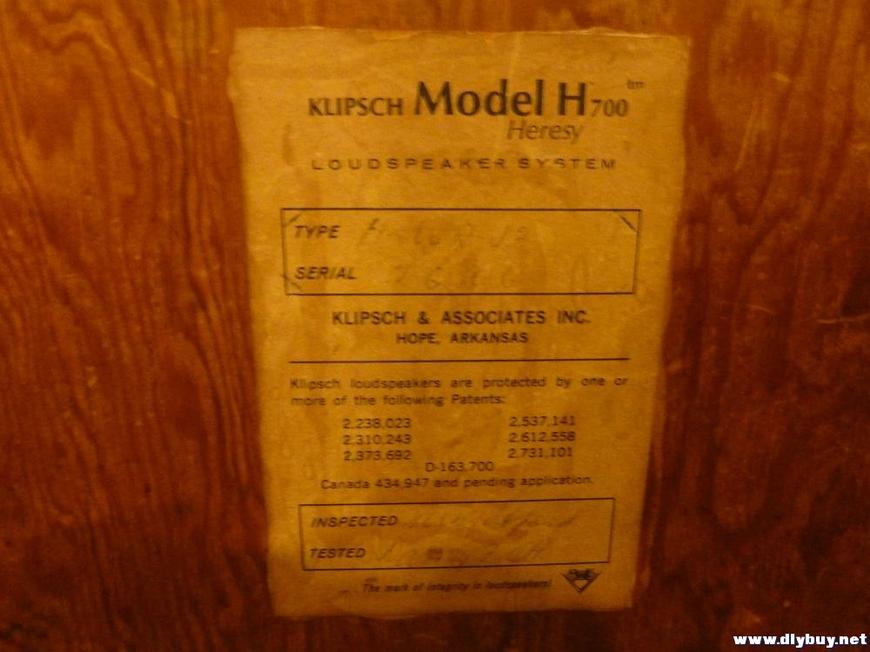 KLIPSCH Model H 700 tm
Heresy
LOUDSPEAKER SYSTEM
TYPE
SERIAL
KLIPSCH & ASSOCIATES INC.
HOPE, ARKANSAS
Klipsch loudspeakers are protected by one or
more of the following Patents:
2,238,023 2,537,141
2,310,243 2,612,558
2,373,692 2,731,101
D-163,700
Canada 434,947 and pending application.
INSPECTED
TESTED
The mark of integrity in loudspeakers!
www.dlybuy.net